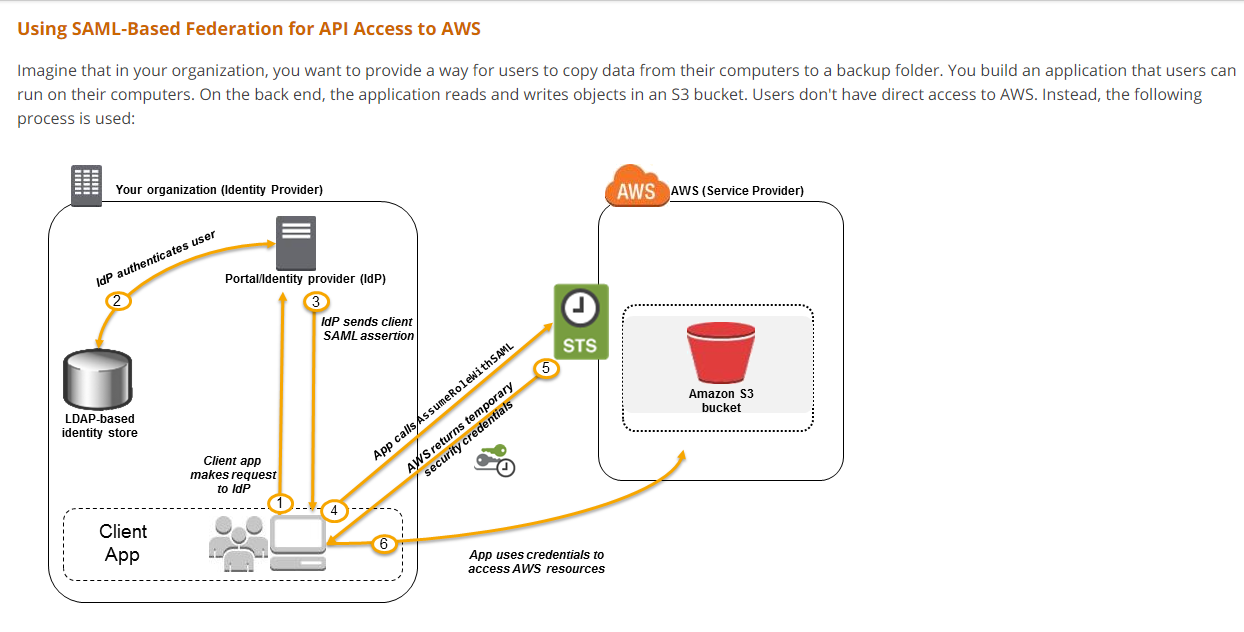 Using SAML-Based Federation for API Access to AWS
Imagine that in your organization, you want to provide a way for users to copy data from their computers to a backup folder. You build an application that users can
run on their computers. On the back end, the application reads and writes objects in an S3 bucket. Users don't have direct access to AWS. Instead, the following
process is used:
Your organization (Identity Provider)
AWS
AWS (Service Provider)
IdP authenticates user
2
Portal/Identity provider (IdP)
3
IdP sends client
SAML assertion
STS
5
LDAP-based
identity store
App calls AssumeRoleWithSAML
AWS returns temporary
security credentials
Amazon S3
bucket
Client app
makes request
to IdP
1
4
Client
App
6
App uses credentials to
access AWS resources